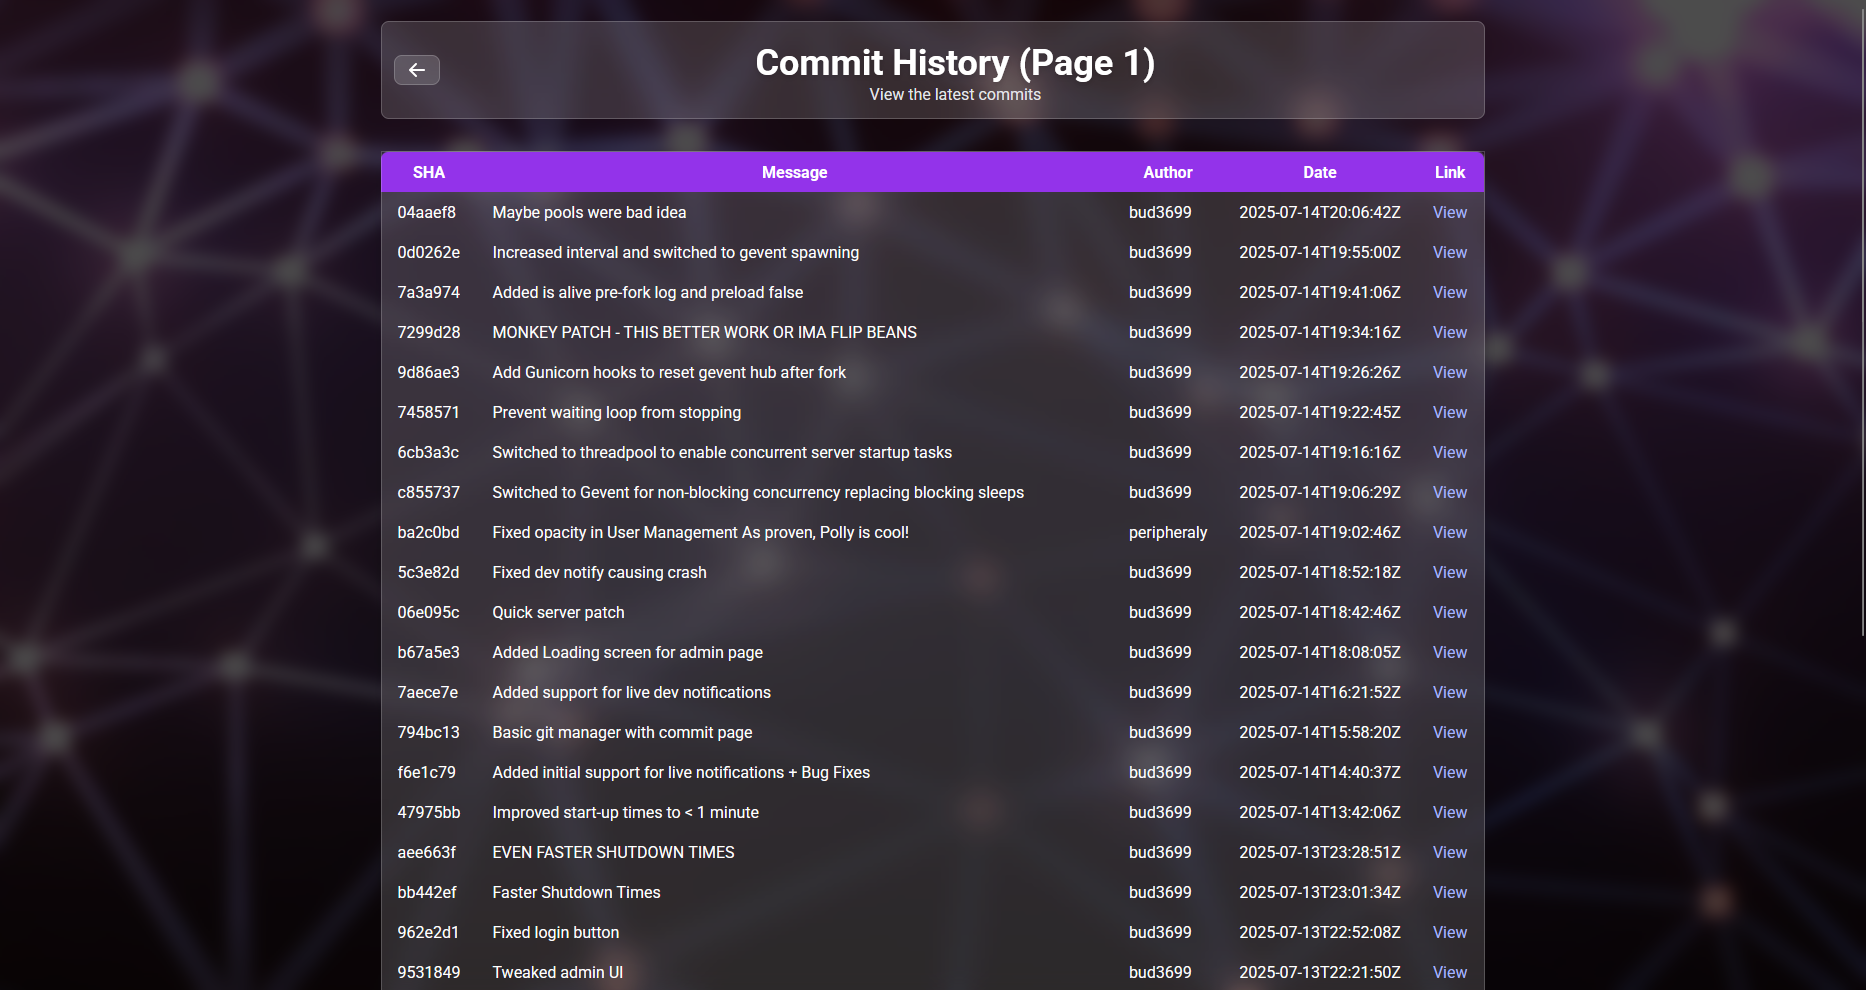 Commit History (Page 1)
View the latest commits
SHA Message Author Date Link
04aaef8 Maybe pools were bad idea bud3699 2025-07-14T20:06:42Z View
0d0262e Increased interval and switched to gevent spawning bud3699 2025-07-14T19:55:00Z View
7a3a974 Added is alive pre-fork log and preload false bud3699 2025-07-14T19:41:06Z View
7299d28 MONKEY PATCH - THIS BETTER WORK OR IMA FLIP BEANS bud3699 2025-07-14T19:34:16Z View
9d86ae3 Add Gunicorn hooks to reset gevent hub after fork bud3699 2025-07-14T19:26:26Z View
7458571 Prevent waiting loop from stopping bud3699 2025-07-14T19:22:45Z View
6cb3a3c Switched to threadpool to enable concurrent server startup tasks bud3699 2025-07-14T19:16:16Z View
c855737 Switched to Gevent for non-blocking concurrency replacing blocking sleeps bud3699 2025-07-14T19:06:29Z View
ba2c0bd Fixed opacity in User Management As proven, Polly is cool! peripheraly 2025-07-14T19:02:46Z View
5c3e82d Fixed dev notify causing crash bud3699 2025-07-14T18:52:18Z View
06e095c Quick server patch bud3699 2025-07-14T18:42:46Z View
b67a5e3 Added Loading screen for admin page bud3699 2025-07-14T18:08:05Z View
7aece7e Added support for live dev notifications bud3699 2025-07-14T16:21:52Z View
794bc13 Basic git manager with commit page bud3699 2025-07-14T15:58:20Z View
f6e1c79 Added initial support for live notifications + Bug Fixes bud3699 2025-07-14T14:40:37Z View
47975bb Improved start-up times to < 1 minute bud3699 2025-07-14T13:42:06Z View
aee663f EVEN FASTER SHUTDOWN TIMES bud3699 2025-07-13T23:28:51Z View
bb442ef Faster Shutdown Times bud3699 2025-07-13T23:01:34Z View
962e2d1 Fixed login button bud3699 2025-07-13T22:52:08Z View
9531849 Tweaked admin UI bud3699 2025-07-13T22:21:50Z View